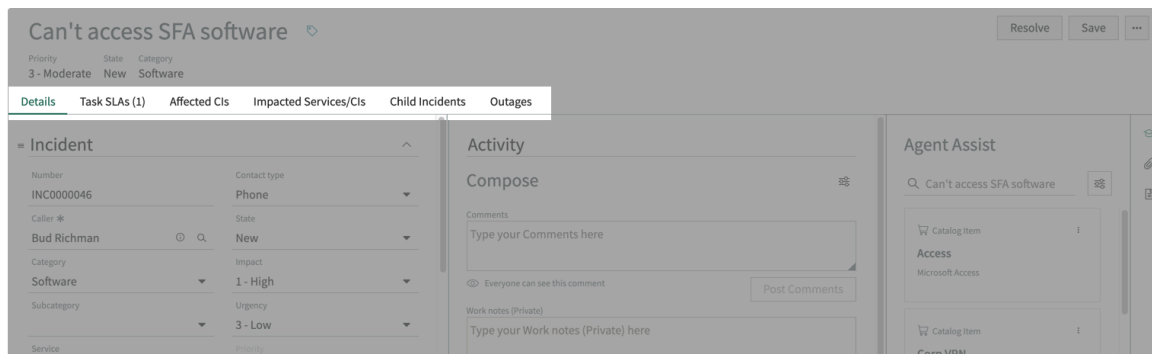 Can't access SFA software
Resolve Save
Priority State Category
3 - Moderate New Software
Details Task SLAs (1) Affected CIs Impacted Services/CIs Child Incidents Outages
Incident
Number Contact type
INC0000046 Phone
Caller State
Bud Richman New
Category Impact
Software 1 - High
Subcategory Urgency
3 - Low
Service Priority
Activity
Compose
Comments
Type your Comments here
Everyone can see this comment
Post Comments
Work notes (Private)
Type your Work notes (Private) here
Agent Assist
Can't access SFA software
Catalog Item
Access
Microsoft Access
Catalog Item
Corp VPN